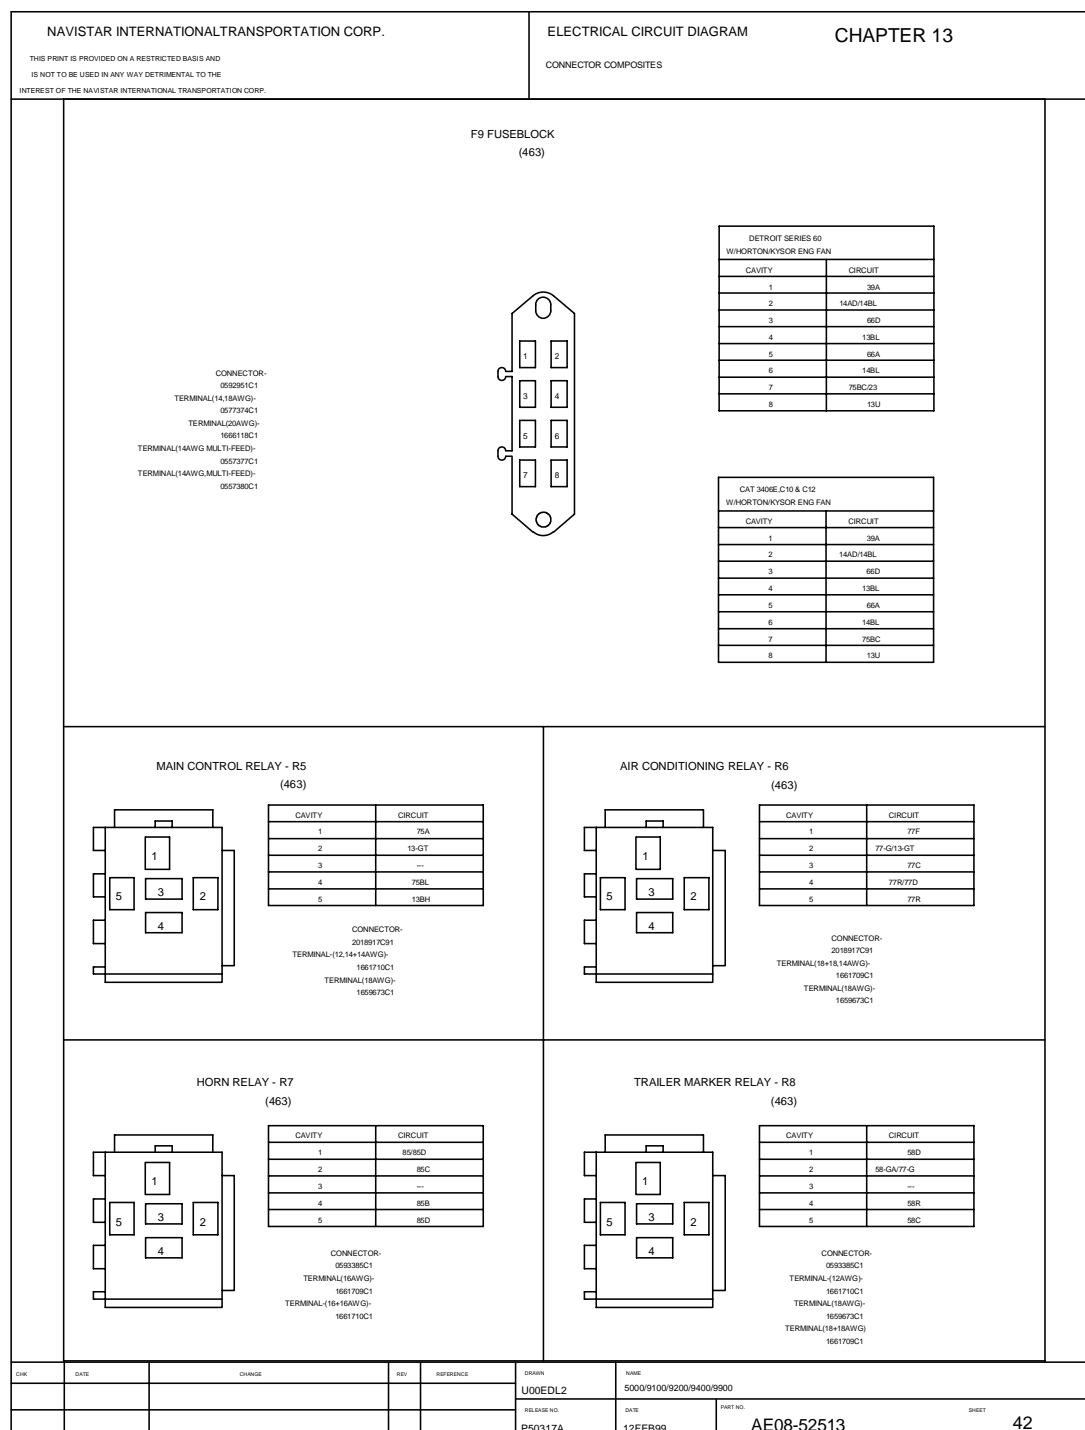 NAVISTAR INTERNATIONALTRANSPORTATION CORP.
THIS PRINT IS PROVIDED ON A RESTRICTED BASIS AND
IS NOT TO BE USED IN ANY WAY DETRIMENTAL TO THE
INTEREST OF THE NAVISTAR INTERNATIONAL TRANSPORTATION CORP.
ELECTRICAL CIRCUIT DIAGRAM
CHAPTER 13
CONNECTOR COMPOSITES
F9 FUSEBLOCK
(463)
CONNECTOR-
0592951C1
TERMINAL(14,18AWG)-
0577374C1
TERMINAL(20AWG)-
1666118C1
TERMINAL(14AWG MULTI-FEED)-
0557377C1
TERMINAL(14AWG,MULTI-FEED)-
0557380C1
1 2
3 4
5 6
7 8
DETROIT SERIES 60
W/HORTON/KYSOR ENG FAN
CAVITY CIRCUIT
1 39A
2 14AD/14BL
3 66D
4 13BL
5 66A
6 14BL
7 75BC/23
8 13U
CAT 3406E,C10 & C12
W/HORTON/KYSOR ENG FAN
CAVITY CIRCUIT
1 39A
2 14AD/14BL
3 66D
4 13BL
5 66A
6 14BL
7 75BC
8 13U
MAIN CONTROL RELAY - R5
(463)
1
5 3 2
4
CAVITY CIRCUIT
1 75A
2 13-GT
3 ---
4 75BL
5 13BH
CONNECTOR-
2018917C91
TERMINAL-(12,14+14AWG)-
1661710C1
TERMINAL(18AWG)-
1659673C1
AIR CONDITIONING RELAY - R6
(463)
1
5 3 2
4
CAVITY CIRCUIT
1 77F
2 77-G/13-GT
3 77C
4 77R/77D
5 77R
CONNECTOR-
2018917C91
TERMINAL(18+18,14AWG)-
1661709C1
TERMINAL(18AWG)-
1659673C1
HORN RELAY - R7
(463)
1
5 3 2
4
CAVITY CIRCUIT
1 85/85D
2 85C
3 ---
4 85B
5 85D
CONNECTOR-
0593385C1
TERMINAL(16AWG)-
1661709C1
TERMINAL-(16+16AWG)-
1661710C1
TRAILER MARKER RELAY - R8
(463)
1
5 3 2
4
CAVITY CIRCUIT
1 58D
2 58-GA/77-G
3 ---
4 58R
5 58C
CONNECTOR-
0593385C1
TERMINAL-(12AWG)-
1661710C1
TERMINAL(18AWG)-
1659673C1
TERMINAL(18+18AWG)
1661709C1
CHK DATE CHANGE REV REFERENCE
DRAWN
U00EDL2
NAME
5000/9100/9200/9400/9900
RELEASE NO.
P50317A
DATE
12FEB99
PART NO.
AE08-52513
SHEET
42